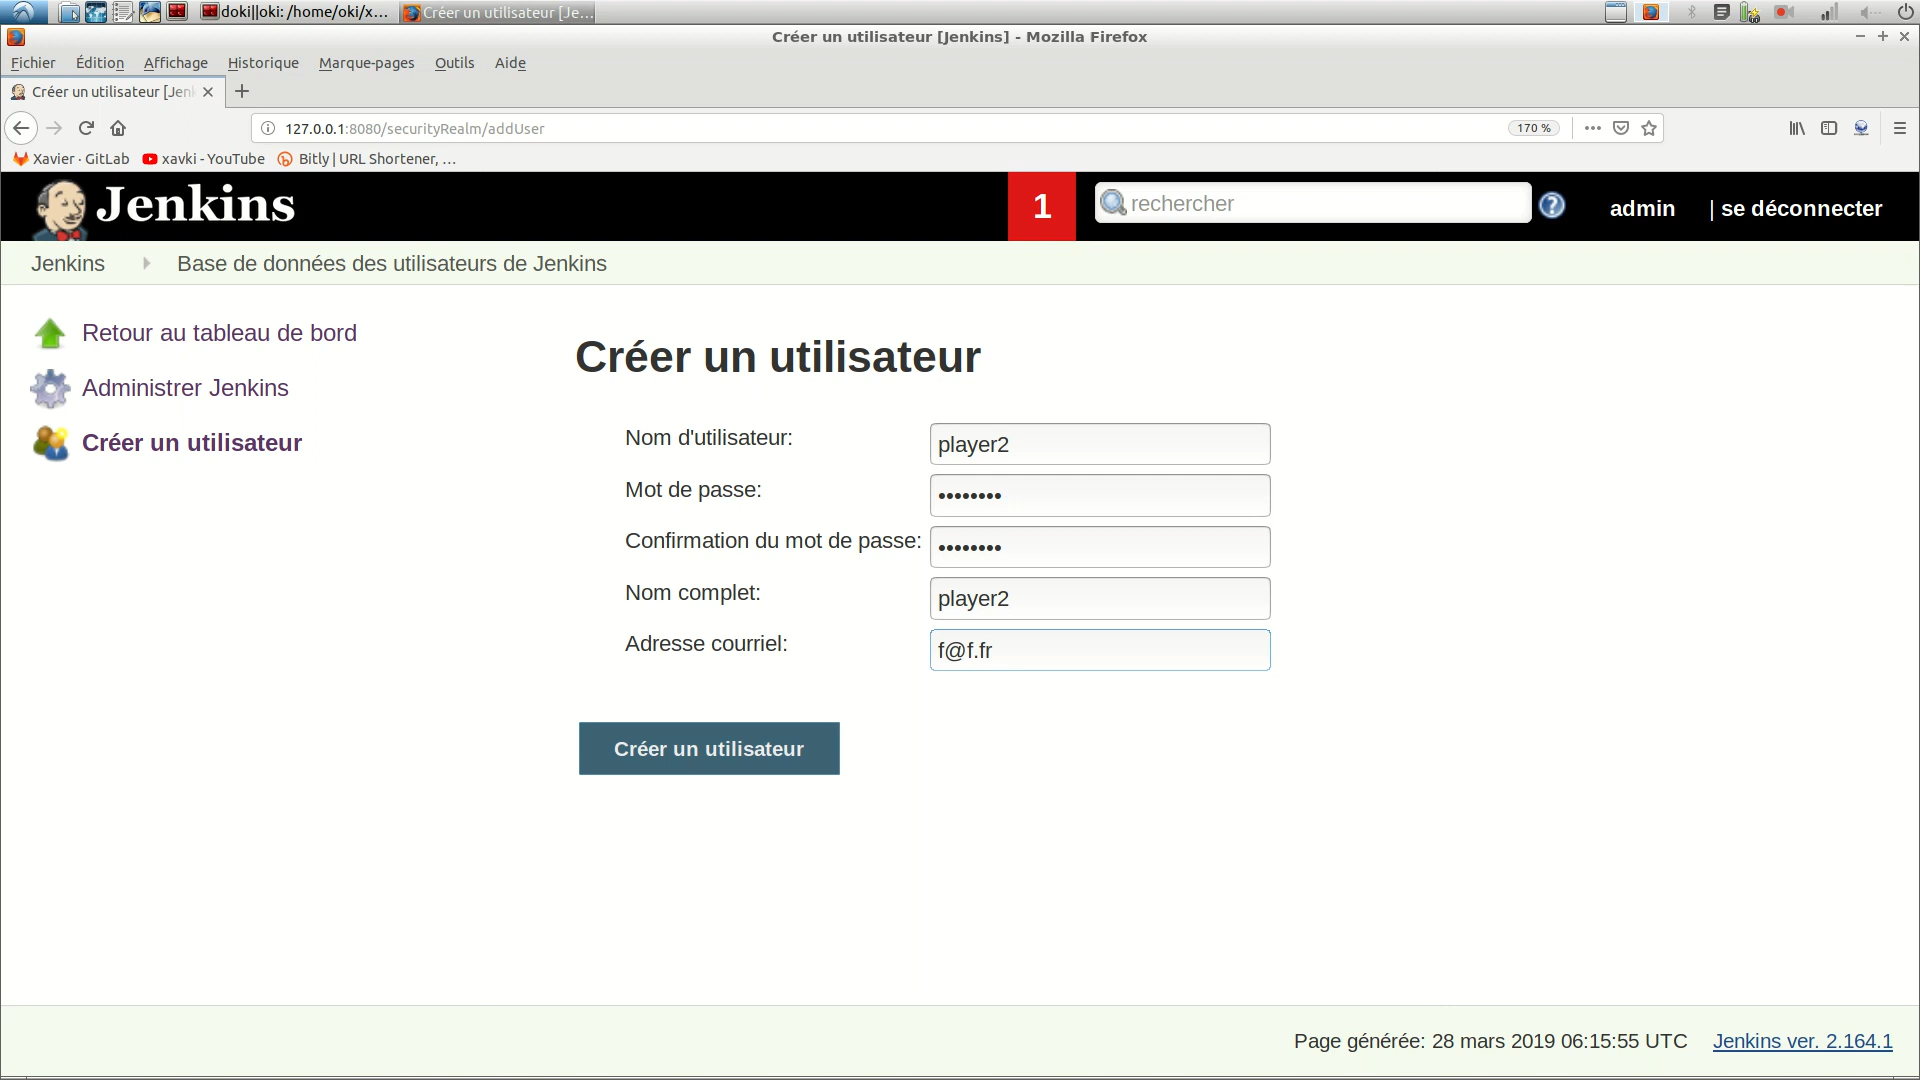 doki||oki: /home/oki/x...
Créer un utilisateur [Je...
Créer un utilisateur [Jenkins] - Mozilla Firefox
Fichier Édition Affichage Historique Marque-pages Outils Aide
Créer un utilisateur [Jen
127.0.0.1:8080/securityRealm/addUser
170 %
Xavier · GitLab xavki - YouTube Bitly | URL Shortener, ...
Jenkins
1
rechercher
admin
| se déconnecter
Jenkins
Base de données des utilisateurs de Jenkins
Retour au tableau de bord
Administrer Jenkins
Créer un utilisateur
Créer un utilisateur
Nom d'utilisateur: player2
Mot de passe: ••••••••
Confirmation du mot de passe: ••••••••
Nom complet: player2
Adresse courriel: f@f.fr
Créer un utilisateur
Page générée: 28 mars 2019 06:15:55 UTC Jenkins ver. 2.164.1